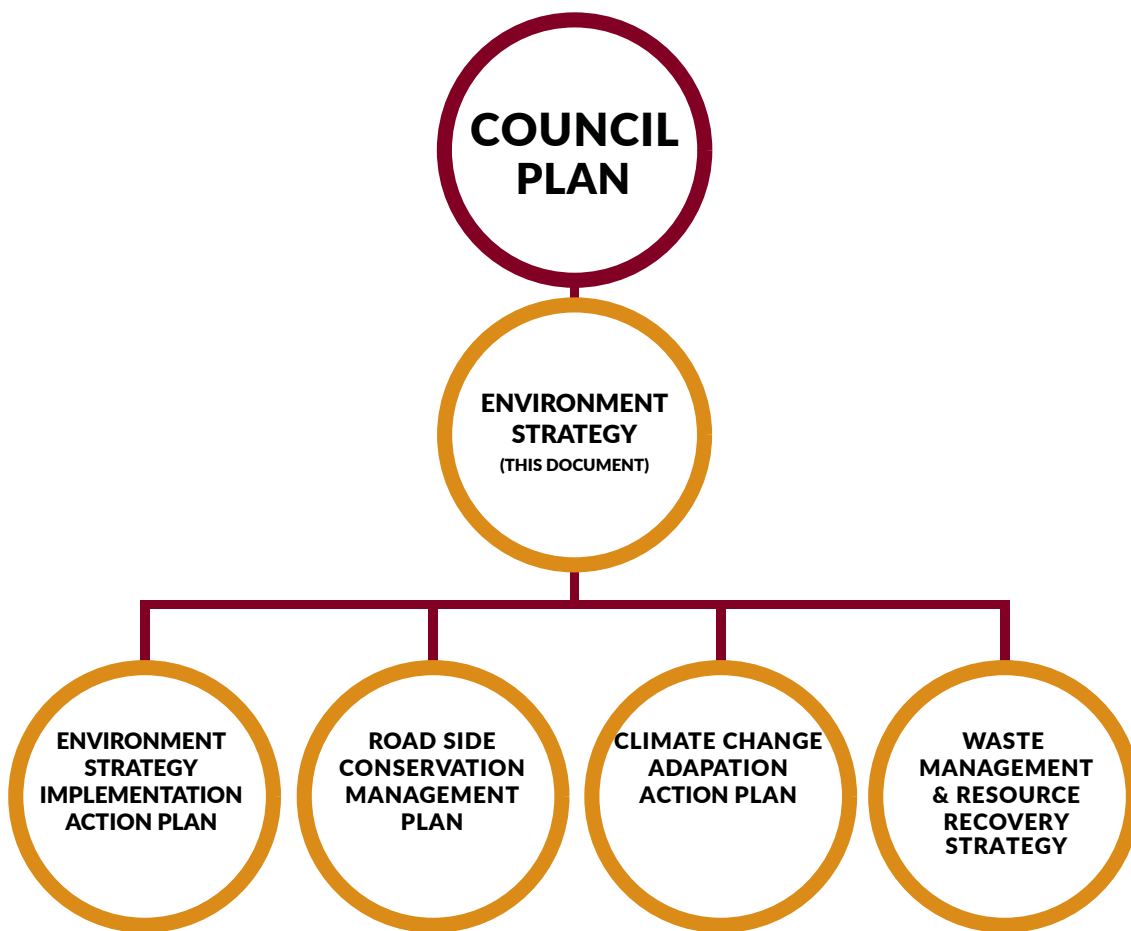 COUNCIL
PLAN
ENVIRONMENT
STRATEGY
(THIS DOCUMENT)
ENVIRONMENT
STRATEGY
IMPLEMENTATION
ACTION PLAN
ROAD SIDE
CONSERVATION
MANAGEMENT
PLAN
CLIMATE CHANGE
ADAPATION
ACTION PLAN
WASTE
MANAGEMENT
& RESOURCE
RECOVERY
STRATEGY